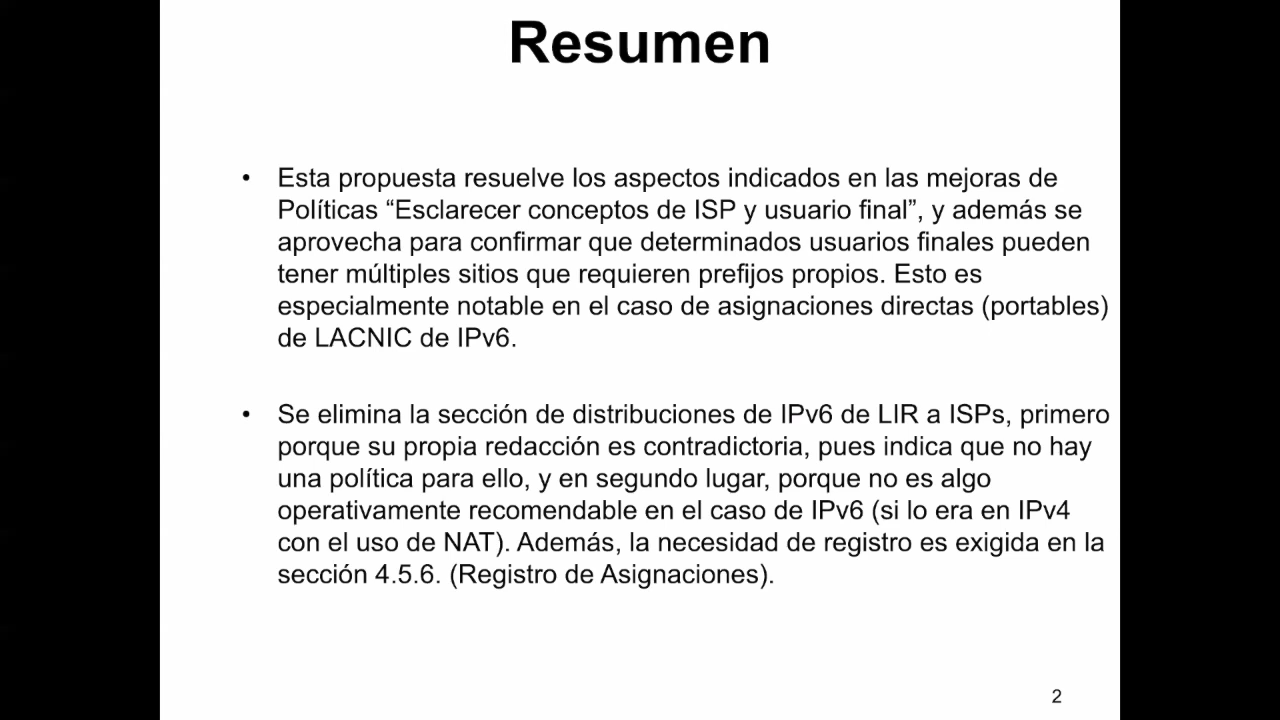 Resumen
• Esta propuesta resuelve los aspectos indicados en las mejoras de
Políticas “Esclarecer conceptos de ISP y usuario final”, y además se
aprovecha para confirmar que determinados usuarios finales pueden
tener múltiples sitios que requieren prefijos propios. Esto es
especialmente notable en el caso de asignaciones directas (portables)
de LACNIC de IPv6.
• Se elimina la sección de distribuciones de IPv6 de LIR a ISPs, primero
porque su propia redacción es contradictoria, pues indica que no hay
una política para ello, y en segundo lugar, porque no es algo
operativamente recomendable en el caso de IPv6 (si lo era en IPv4
con el uso de NAT). Además, la necesidad de registro es exigida en la
sección 4.5.6. (Registro de Asignaciones).
2